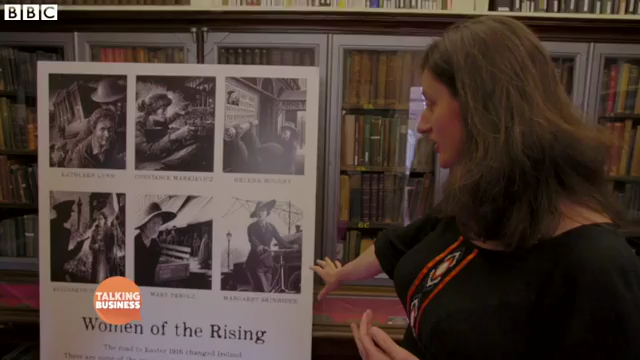 BBC
KATHLEEN LYNN
CONSTANCE MARKIEVICZ
HELENA MOLONY
MARY PEROLZ
MARGARET SKINNIDER
TALKING
BUSINESS
Women of the Rising
The road to Easter 1916 changed Ireland